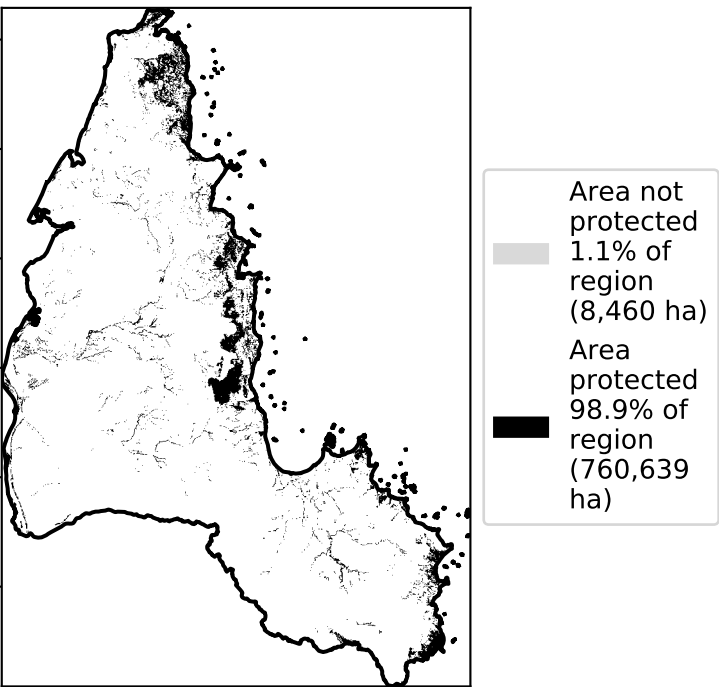 Area not
protected
1.1% of
region
(8,460 ha)
Area
protected
98.9% of
region
(760,639
ha)